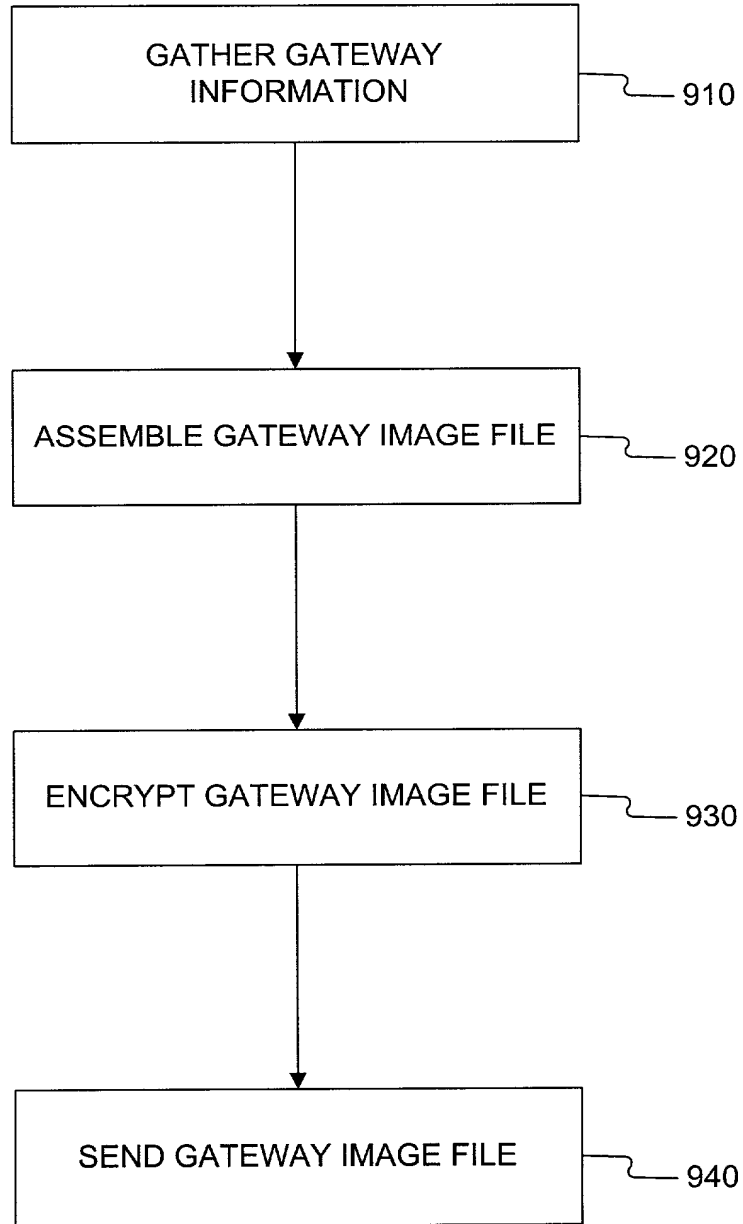 GATHER GATEWAY
INFORMATION
910
ASSEMBLE GATEWAY IMAGE FILE
920
ENCRYPT GATEWAY IMAGE FILE
930
SEND GATEWAY IMAGE FILE
940